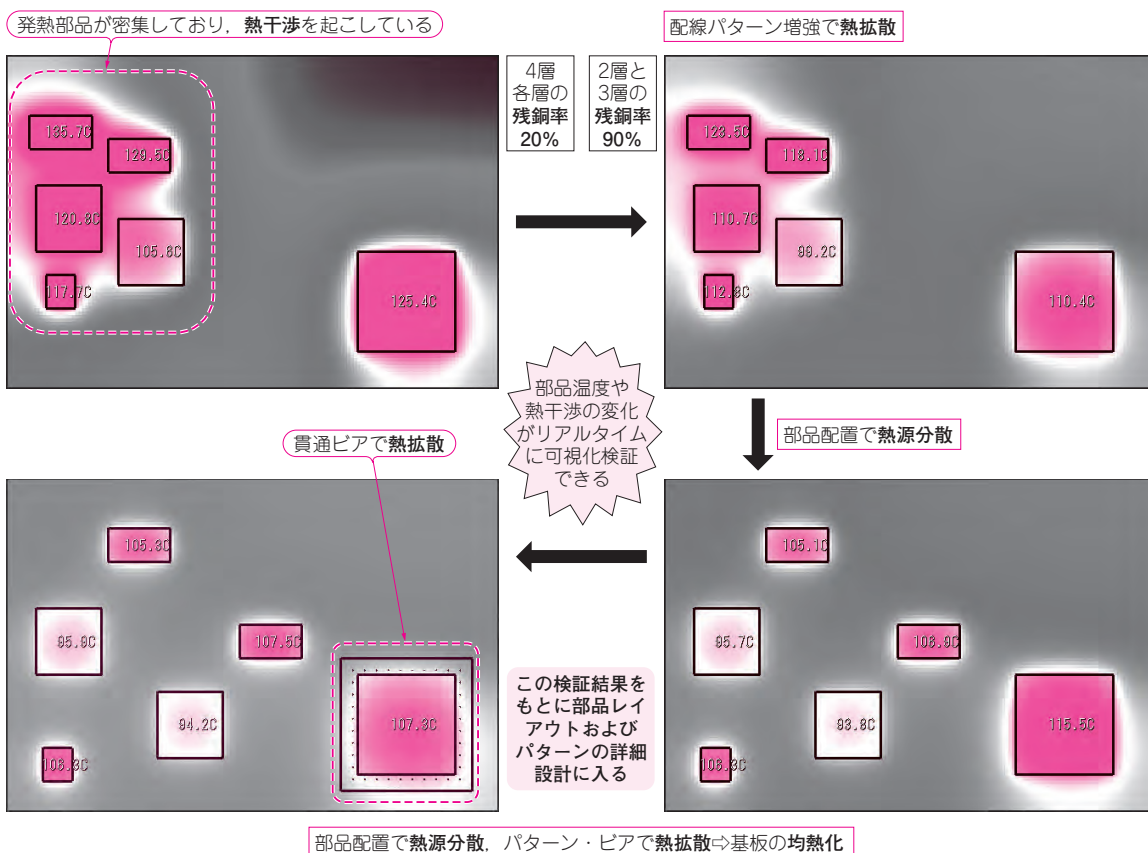 発熱部品が密集しており，熱干渉を起こしている
配線パターン増強で熱拡散
4層
各層の
残銅率
20%
2層と
3層の
残銅率
90%
135.7C
129.5C
120.8C
105.8C
117.7C
125.4C
123.5C
118.1C
110.7C
99.2C
112.8C
110.4C
部品温度や
熱干渉の変化
がリアルタイム
に可視化検証
できる
部品配置で熱源分散
貫通ビアで熱拡散
105.3C
95.9C
107.5C
94.2C
107.3C
105.1C
95.7C
93.8C
115.5C
この検証結果を
もとに部品レイ
アウトおよび
パターンの詳細
設計に入る
部品配置で熱源分散，パターン・ビアで熱拡散⇨基板の均熱化